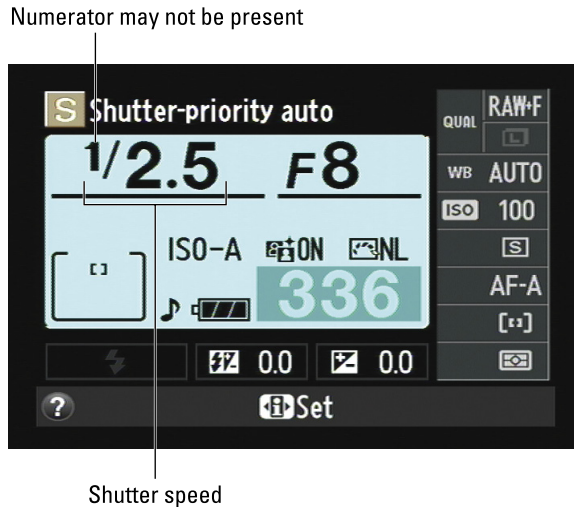 Numerator may not be present
S Shutter-priority auto
1/2.5 F8
ISO-A ON NL
336
QUAL RAW+F
L
WB AUTO
ISO 100
S
AF-A
0.0 0.0
? i Set
Shutter speed